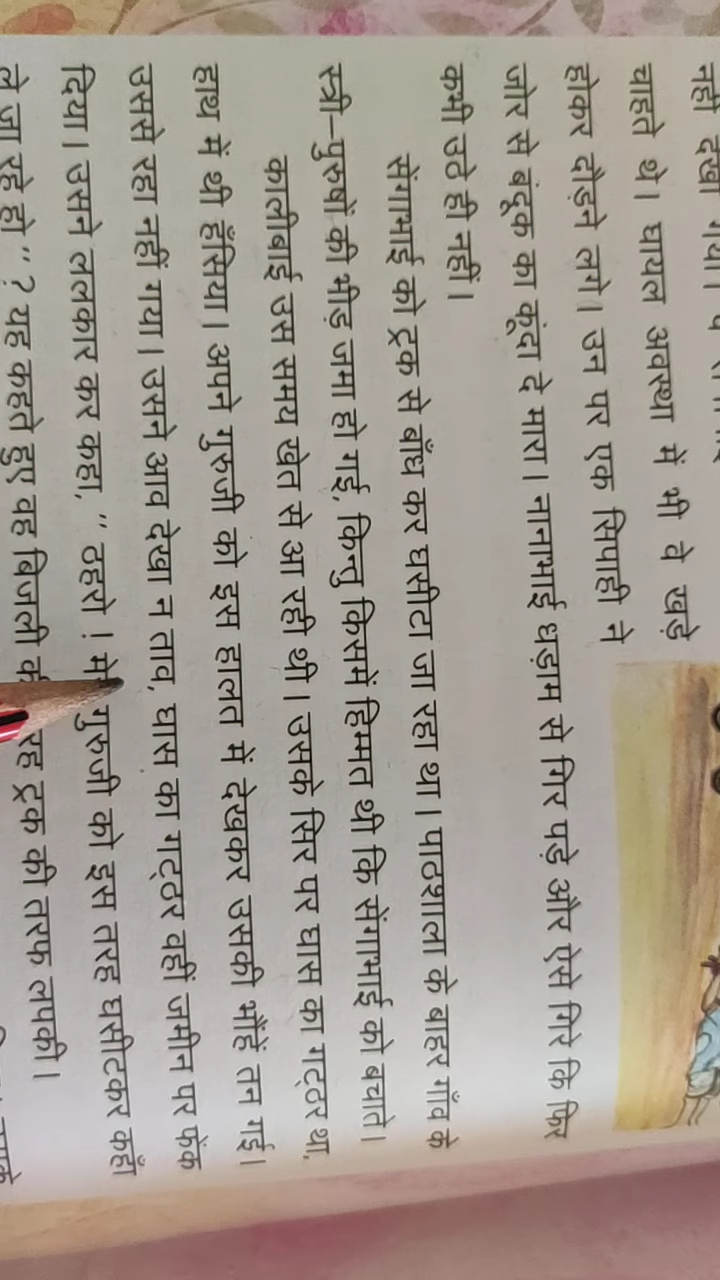 चाहते थे। घायल अवस्था में भी वे खड़े
होकर दौड़ने लगे। उन पर एक सिपाही ने
जोर से बंदूक का कूंदा दे मारा। नानाभाई धड़ाम से गिर पड़े और ऐसे गिरे कि फिर
कभी उठे ही नहीं।
सेंगाभाई को ट्रक से बाँध कर घसीटा जा रहा था। पाठशाला के बाहर गाँव के
स्त्री–पुरुषों की भीड़ जमा हो गई, किन्तु किसमें हिम्मत थी कि सेंगाभाई को बचाते।
कालीबाई उस समय खेत से आ रही थी। उसके सिर पर घास का गट्ठर था,
हाथ में थी हँसिया। अपने गुरुजी को इस हालत में देखकर उसकी भौंहें तन गई।
उससे रहा नहीं गया। उसने आव देखा न ताव, घास का गट्ठर वहीं जमीन पर फेंक
दिया। उसने ललकार कर कहा, “ ठहरो ! गुरुजी को इस तरह घसीटकर कहाँ
ले जा रहे हो“ ? यह कहते हुए वह बिजली की ट्रक की तरफ लपकी।